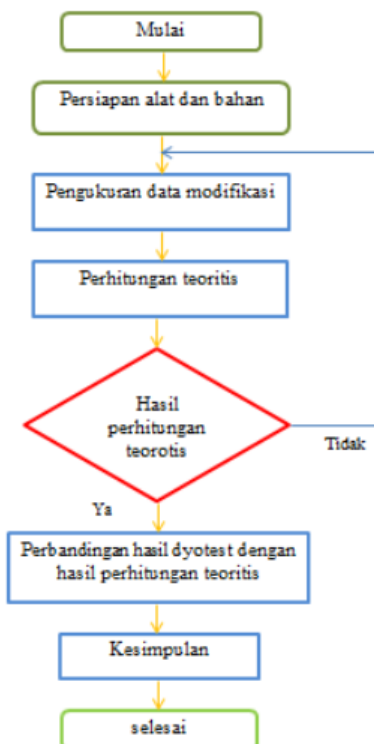 Mulai
Persiapan alat dan bahan
Pengukuran data modifikasi
Perhitungan teoritis
Hasil
perhitungan
teorotis
Tidak
Ya
Perbandingan hasil dyotest dengan
hasil perhitungan teoritis
Kesimpulan
selesai